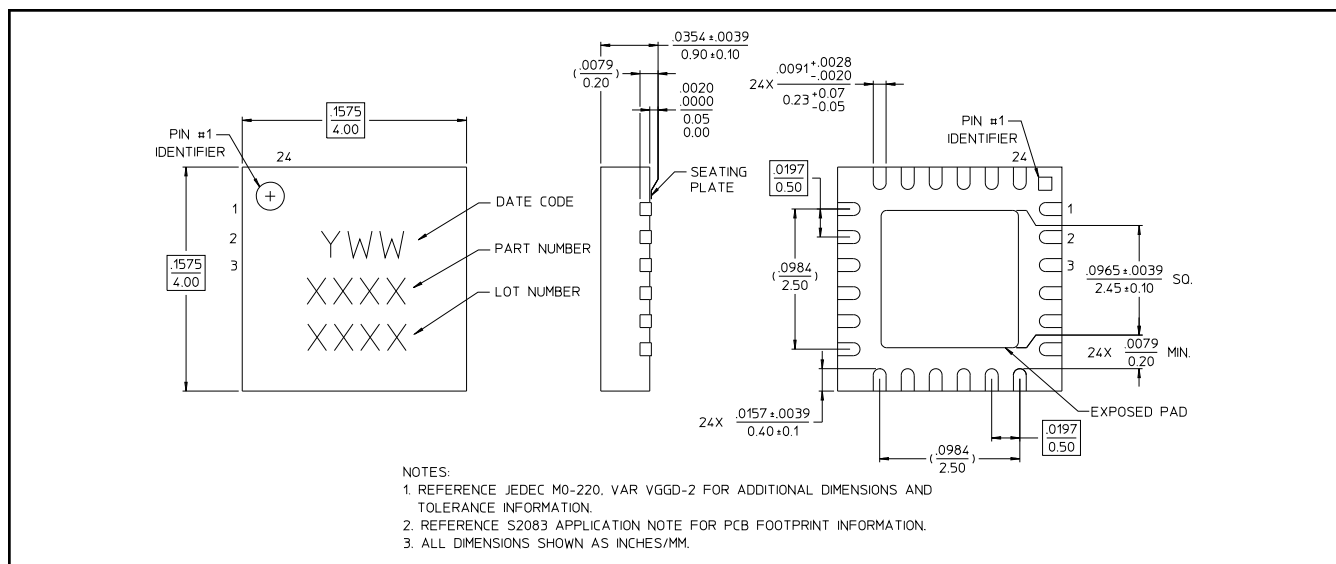 .0354 ±.0039
0.90 ±0.10
(.0079
0.20)
.0020
.0000
0.05
0.00
24X .0091 +.0028
-.0020
0.23 +0.07
-0.05
.1575
4.00
PIN #1
IDENTIFIER
24
PIN #1
IDENTIFIER
24
SEATING
PLATE
.0197
0.50
1
2
3
DATE CODE
YWW
PART NUMBER
XXXX
LOT NUMBER
XXXX
.1575
4.00
1
2
3
(.0984)
2.50
.0965 ±.0039
2.45 ±0.10 SQ.
24X .0079 MIN.
0.20
24X .0157 ±.0039
0.40 ±0.1
EXPOSED PAD
.0197
0.50
(.0984)
2.50
NOTES:
1. REFERENCE JEDEC MO-220, VAR VGGD-2 FOR ADDITIONAL DIMENSIONS AND
TOLERANCE INFORMATION.
2. REFERENCE S2083 APPLICATION NOTE FOR PCB FOOTPRINT INFORMATION.
3. ALL DIMENSIONS SHOWN AS INCHES/MM.